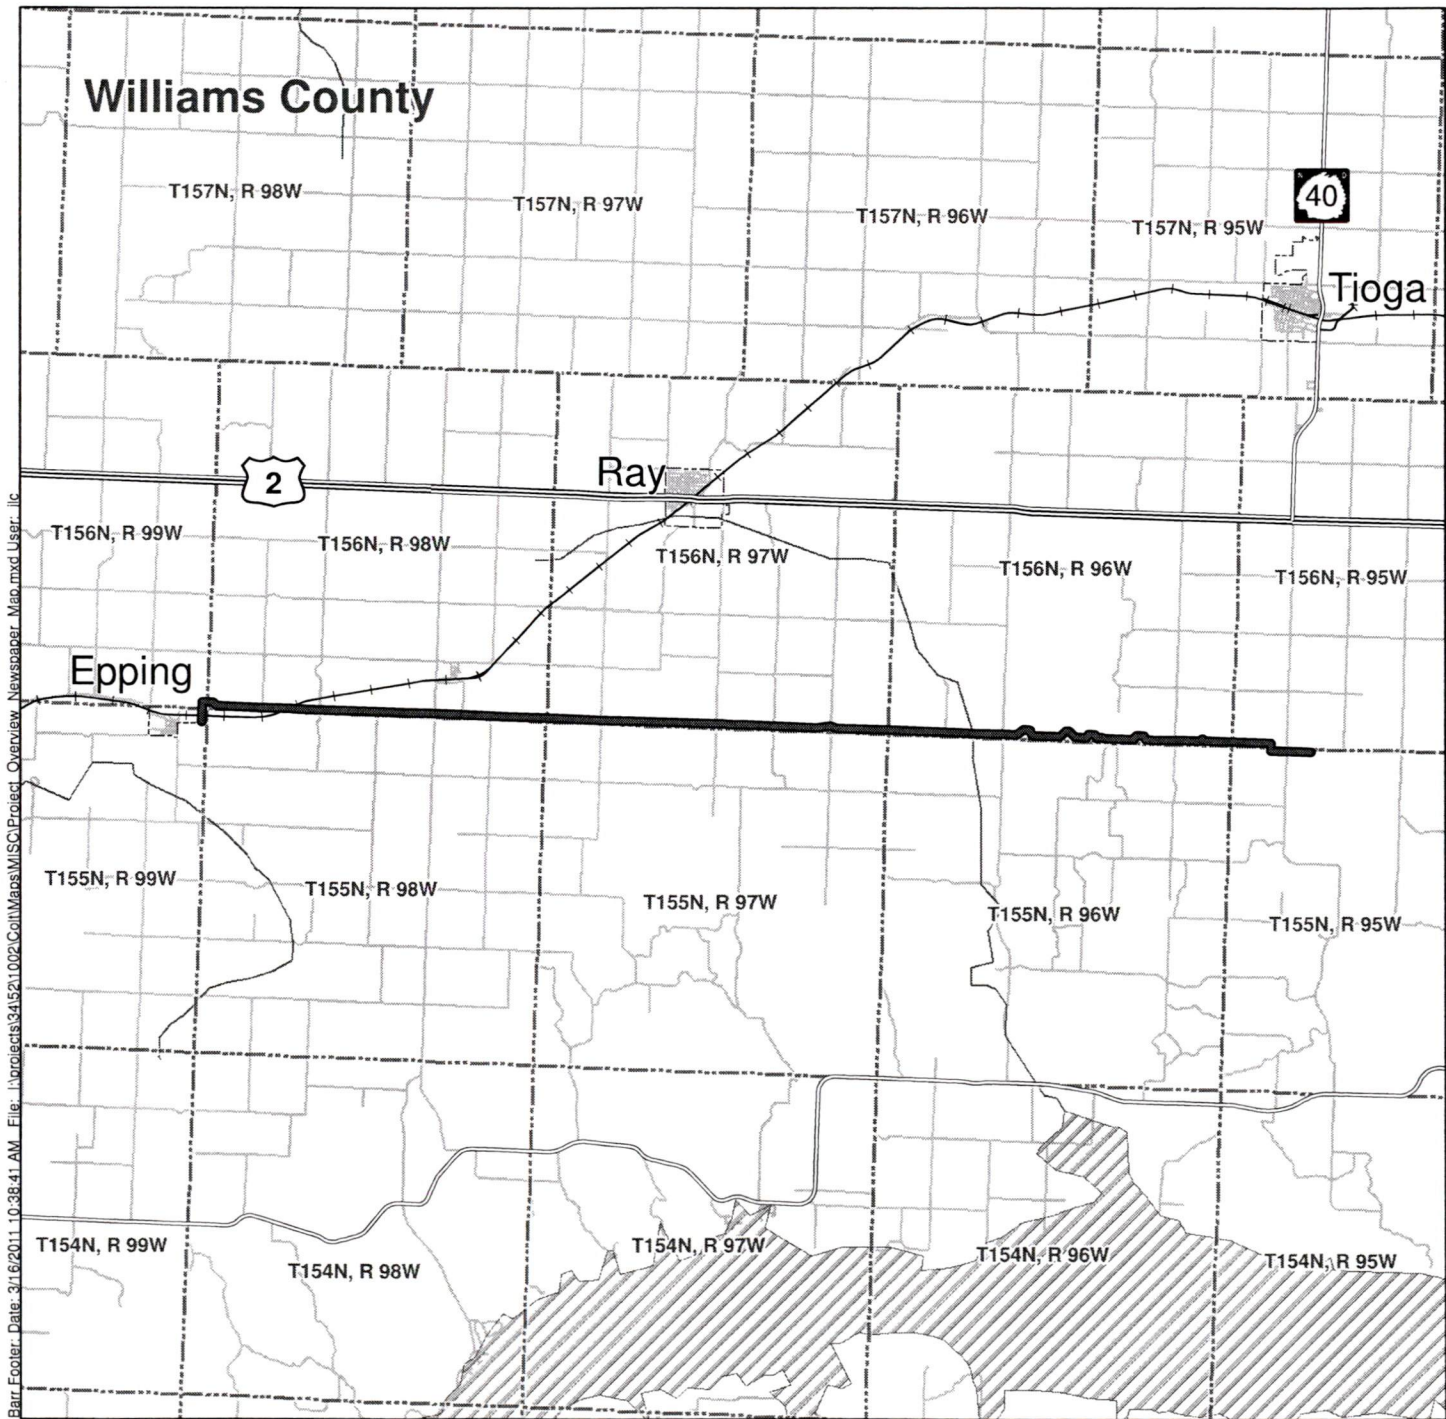 Williams County
T157N, R 98W
T157N, R 97W
T157N, R 96W
T157N, R 95W
N D
40
Tioga
Ray
2
T156N, R 99W
T156N, R 98W
T156N, R 97W
T156N, R 96W
T156N, R 95W
Epping
T155N, R 99W
T155N, R 98W
T155N, R 97W
T155N, R 96W
T155N, R 95W
T154N, R 99W
T154N, R 98W
T154N, R 97W
T154N, R 96W
T154N, R 95W
Barr Footer: Date: 3/16/2011 10:38:41 AM File: I:\projects\34\52\1002\Colt\Maps\MISC\Project_Overview_Newspaper_Map.mxd User: jlc